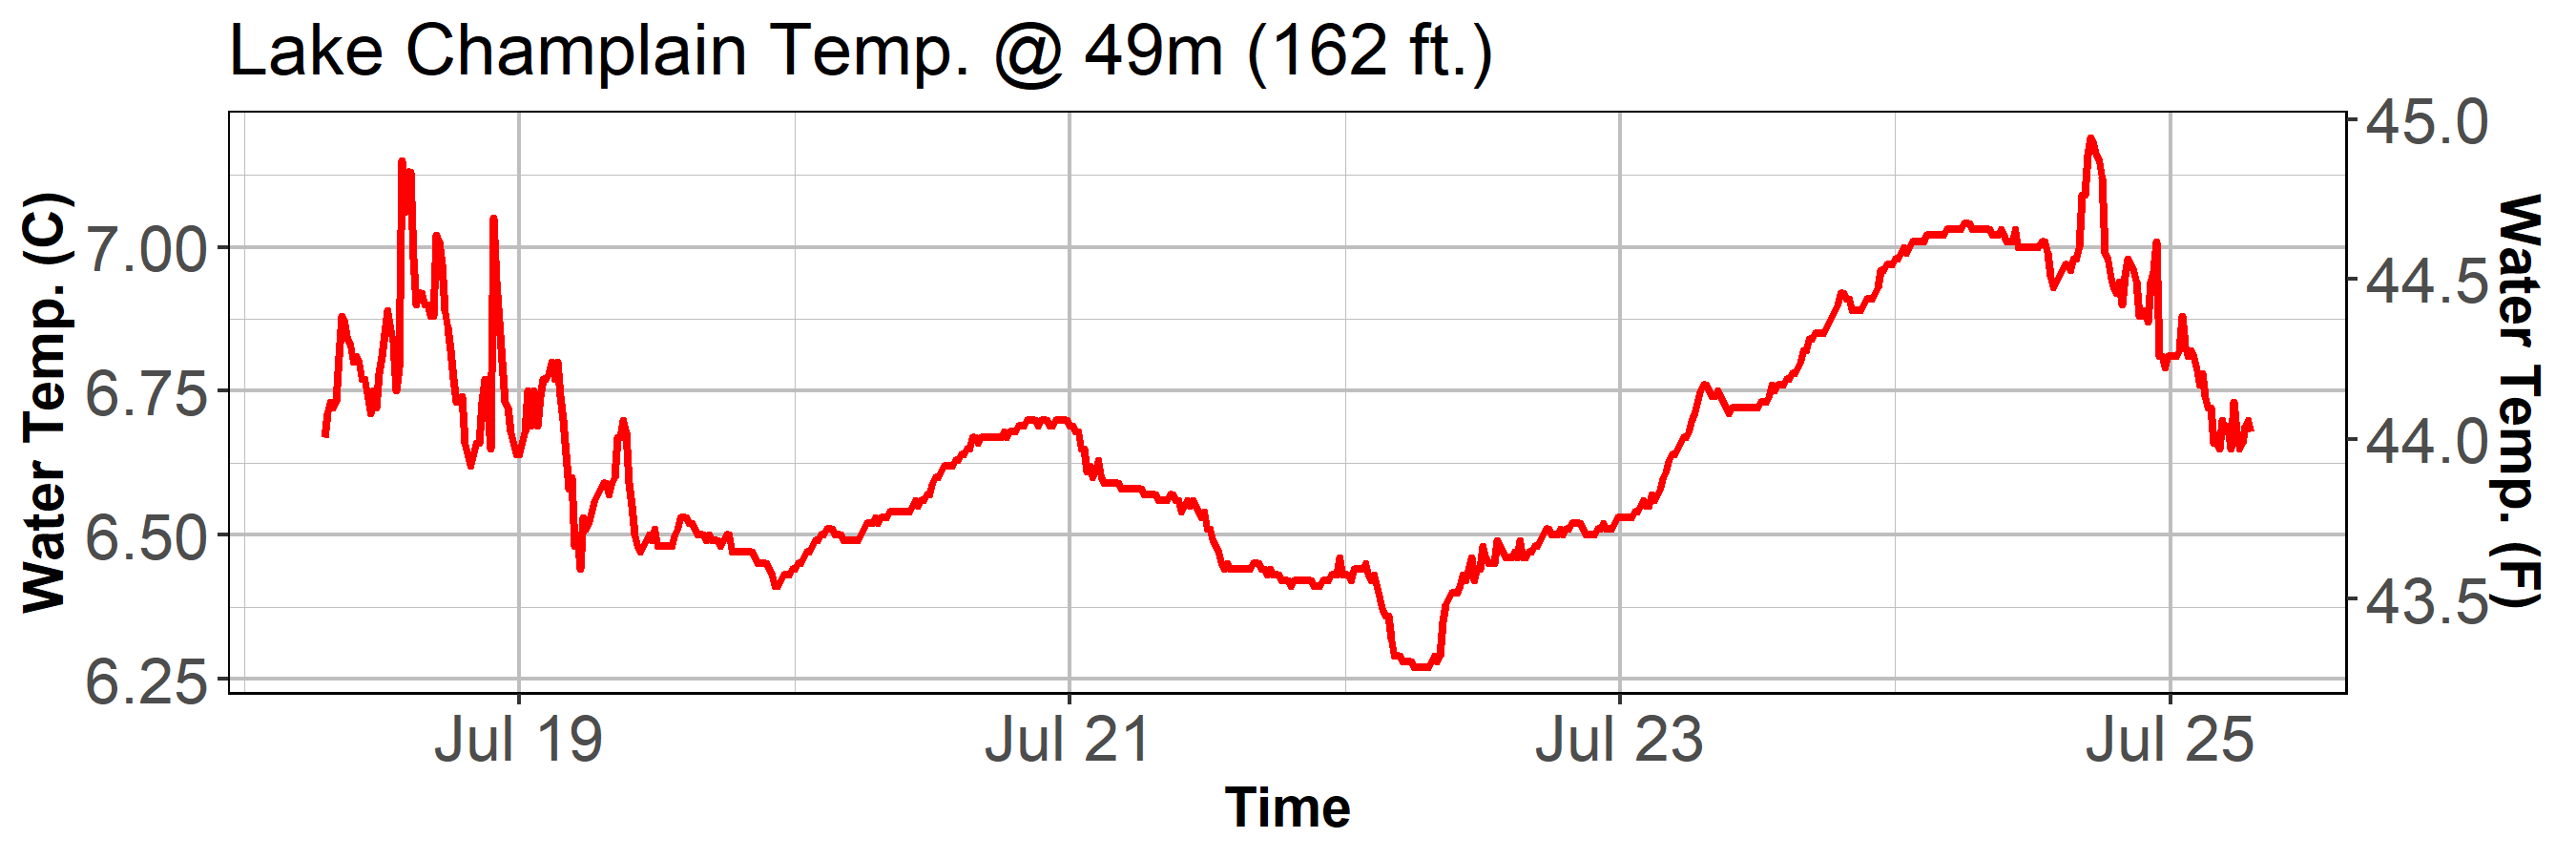 Lake Champlain Temp. @ 49m (162 ft.)
Water Temp. (C)
7.00
6.75
6.50
6.25
45.0
44.5
44.0
43.5
Water Temp. (F)
Jul 19 Jul 21 Jul 23 Jul 25
Time